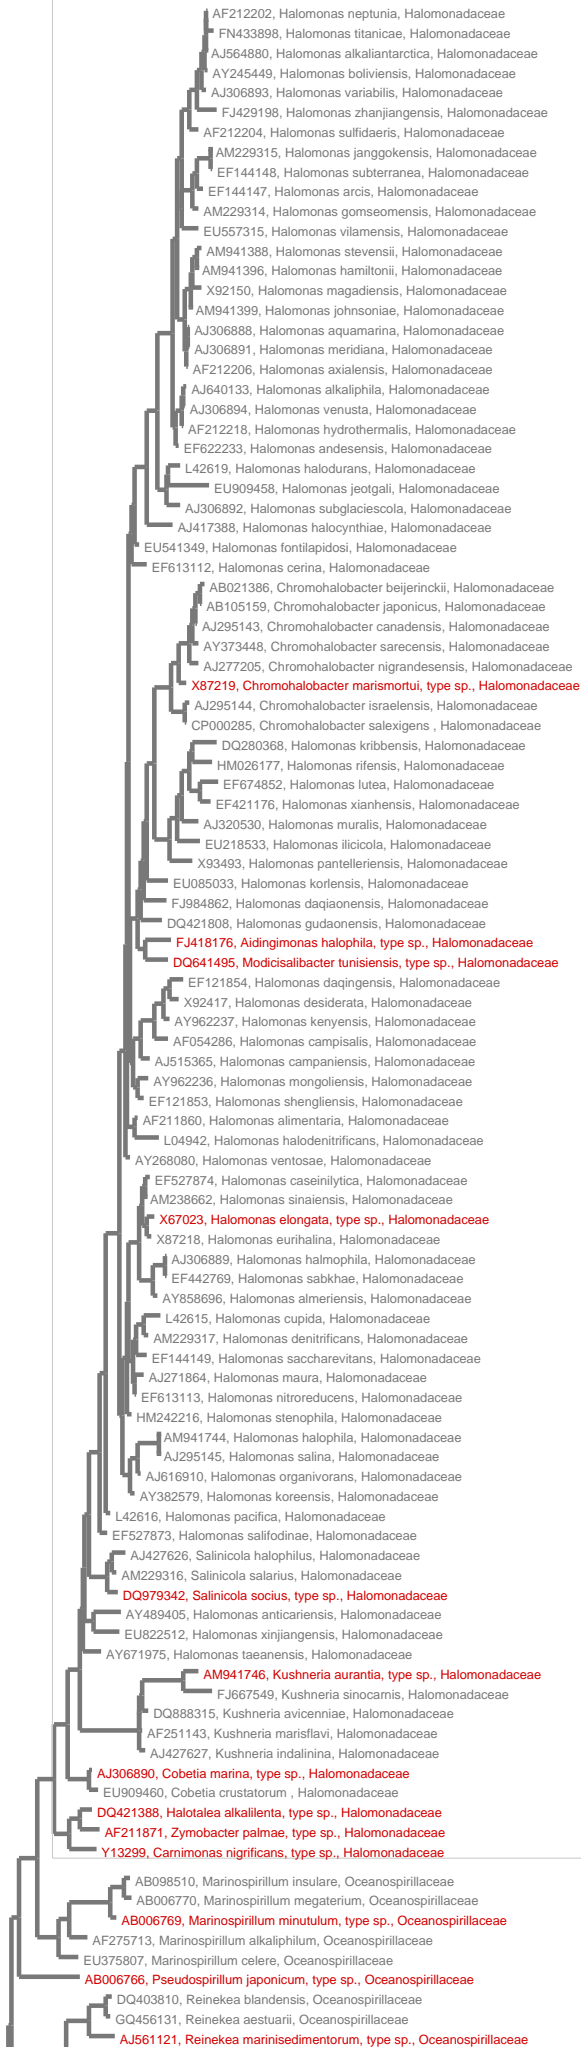 AF212202, Halomonas neptunia, Halomonadaceae
FN433898, Halomonas titanicae, Halomonadaceae
AJ564880, Halomonas alkaliantarctica, Halomonadaceae
AY245449, Halomonas boliviensis, Halomonadaceae
AJ306893, Halomonas variabilis, Halomonadaceae
FJ429198, Halomonas zhanjiangensis, Halomonadaceae
AF212204, Halomonas sulfidaeris, Halomonadaceae
AM229315, Halomonas janggokensis, Halomonadaceae
EF144148, Halomonas subterranea, Halomonadaceae
EF144147, Halomonas arcis, Halomonadaceae
AM229314, Halomonas gomseomensis, Halomonadaceae
EU557315, Halomonas vilamensis, Halomonadaceae
AM941388, Halomonas stevensii, Halomonadaceae
AM941396, Halomonas hamiltonii, Halomonadaceae
X92150, Halomonas magadiensis, Halomonadaceae
AM941399, Halomonas johnsoniae, Halomonadaceae
AJ306888, Halomonas aquamarina, Halomonadaceae
AJ306891, Halomonas meridiana, Halomonadaceae
AF212206, Halomonas axialensis, Halomonadaceae
AJ640133, Halomonas alkaliphila, Halomonadaceae
AJ306894, Halomonas venusta, Halomonadaceae
AF212218, Halomonas hydrothermalis, Halomonadaceae
EF622233, Halomonas andesensis, Halomonadaceae
L42619, Halomonas halodurans, Halomonadaceae
EU909458, Halomonas jeotgali, Halomonadaceae
AJ306892, Halomonas subglaciescola, Halomonadaceae
AJ417388, Halomonas halocynthiae, Halomonadaceae
EU541349, Halomonas fontilapidosi, Halomonadaceae
EF613112, Halomonas cerina, Halomonadaceae
AB021386, Chromohalobacter beijerinckii, Halomonadaceae
AB105159, Chromohalobacter japonicus, Halomonadaceae
AJ295143, Chromohalobacter canadensis, Halomonadaceae
AY373448, Chromohalobacter sarecensis, Halomonadaceae
AJ277205, Chromohalobacter nigrandesensis, Halomonadaceae
X87219, Chromohalobacter marismortui, type sp., Halomonadaceae
AJ295144, Chromohalobacter israelensis, Halomonadaceae
CP000285, Chromohalobacter salexigens , Halomonadaceae
DQ280368, Halomonas kribbensis, Halomonadaceae
HM026177, Halomonas rifensis, Halomonadaceae
EF674852, Halomonas lutea, Halomonadaceae
EF421176, Halomonas xianhensis, Halomonadaceae
AJ320530, Halomonas muralis, Halomonadaceae
EU218533, Halomonas ilicicola, Halomonadaceae
X93493, Halomonas pantelleriensis, Halomonadaceae
EU085033, Halomonas korlensis, Halomonadaceae
FJ984862, Halomonas daqiaonensis, Halomonadaceae
DQ421808, Halomonas gudaonensis, Halomonadaceae
FJ418176, Aidingimonas halophila, type sp., Halomonadaceae
DQ641495, Modicisalibacter tunisiensis, type sp., Halomonadaceae
EF121854, Halomonas daqingensis, Halomonadaceae
X92417, Halomonas desiderata, Halomonadaceae
AY962237, Halomonas kenyensis, Halomonadaceae
AF054286, Halomonas campisalis, Halomonadaceae
AJ515365, Halomonas campaniensis, Halomonadaceae
AY962236, Halomonas mongoliensis, Halomonadaceae
EF121853, Halomonas shengliensis, Halomonadaceae
AF211860, Halomonas alimentaria, Halomonadaceae
L04942, Halomonas halodenitrificans, Halomonadaceae
AY268080, Halomonas ventosae, Halomonadaceae
EF527874, Halomonas caseinilytica, Halomonadaceae
AM238662, Halomonas sinaiensis, Halomonadaceae
X67023, Halomonas elongata, type sp., Halomonadaceae
X87218, Halomonas eurihalina, Halomonadaceae
AJ306889, Halomonas halmophila, Halomonadaceae
EF442769, Halomonas sabkhae, Halomonadaceae
AY858696, Halomonas almeriensis, Halomonadaceae
L42615, Halomonas cupida, Halomonadaceae
AM229317, Halomonas denitrificans, Halomonadaceae
EF144149, Halomonas saccharevitans, Halomonadaceae
AJ271864, Halomonas maura, Halomonadaceae
EF613113, Halomonas nitroreducens, Halomonadaceae
HM242216, Halomonas stenophila, Halomonadaceae
AM941744, Halomonas halophila, Halomonadaceae
AJ295145, Halomonas salina, Halomonadaceae
AJ616910, Halomonas organivorans, Halomonadaceae
AY382579, Halomonas koreensis, Halomonadaceae
L42616, Halomonas pacifica, Halomonadaceae
EF527873, Halomonas salifodinae, Halomonadaceae
AJ427626, Salinicola halophilus, Halomonadaceae
AM229316, Salinicola salarius, Halomonadaceae
DQ979342, Salinicola socius, type sp., Halomonadaceae
AY489405, Halomonas anticariensis, Halomonadaceae
EU822512, Halomonas xinjiangensis, Halomonadaceae
AY671975, Halomonas taeanensis, Halomonadaceae
AM941746, Kushneria aurantia, type sp., Halomonadaceae
FJ667549, Kushneria sinocarnis, Halomonadaceae
DQ888315, Kushneria avicenniae, Halomonadaceae
AF251143, Kushneria marisflavi, Halomonadaceae
AJ427627, Kushneria indalinina, Halomonadaceae
AJ306890, Cobetia marina, type sp., Halomonadaceae
EU909460, Cobetia crustatorum , Halomonadaceae
DQ421388, Halotalea alkalilenta, type sp., Halomonadaceae
AF211871, Zymobacter palmae, type sp., Halomonadaceae
Y13299, Carnimonas nigrificans, type sp., Halomonadaceae
AB098510, Marinospirillum insulare, Oceanospirillaceae
AB006770, Marinospirillum megaterium, Oceanospirillaceae
AB006769, Marinospirillum minutulum, type sp., Oceanospirillaceae
AF275713, Marinospirillum alkaliphilum, Oceanospirillaceae
EU375807, Marinospirillum celere, Oceanospirillaceae
AB006766, Pseudospirillum japonicum, type sp., Oceanospirillaceae
DQ403810, Reinekea blandensis, Oceanospirillaceae
GQ456131, Reinekea aestuarii, Oceanospirillaceae
AJ561121, Reinekea marinisedimentorum, type sp., Oceanospirillaceae